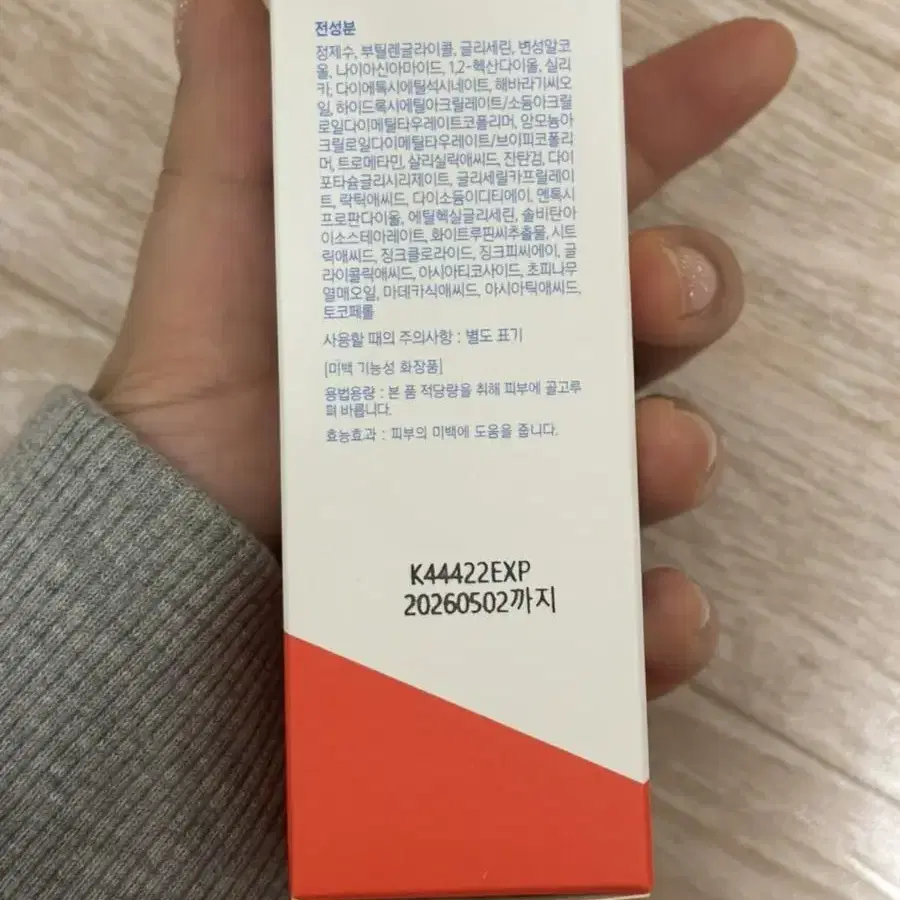 전성분
정제수, 부틸렌글라이콜, 글리세린, 변성알코
올, 나이아신아마이드, 1,2-헥산다이올, 실리
카, 다이에톡시에틸석시네이트, 해바라기씨오
일, 하이드록시에틸아크릴레이트/소듐아크릴
로일다이메틸타우레이트코폴리머, 암모늄아
크릴로일다이메틸타우레이트/브이피코폴리
머, 트로메타민, 살리실릭애씨드, 잔탄검, 다이
포타슘글리시리제이트, 글리세릴카프릴레이
트, 락틱애씨드, 다이소듐이디티에이, 멘톡시
프로판다이올, 에틸헥실글리세린, 솔비탄아
이소스테아레이트, 화이트루핀씨추출물, 시트
릭애씨드, 징크클로라이드, 징크피씨에이, 글
라이콜릭애씨드, 아시아티코사이드, 초피나무
열매오일, 마데카식애씨드, 아시아틱애씨드,
토코페롤
사용할 때의 주의사항 : 별도 표기
[미백 기능성 화장품]
용법용량 : 본 품 적당량을 취해 피부에 골고루
펴 바릅니다.
효능효과 : 피부의 미백에 도움을 줍니다.
K44422EXP
20260502까지